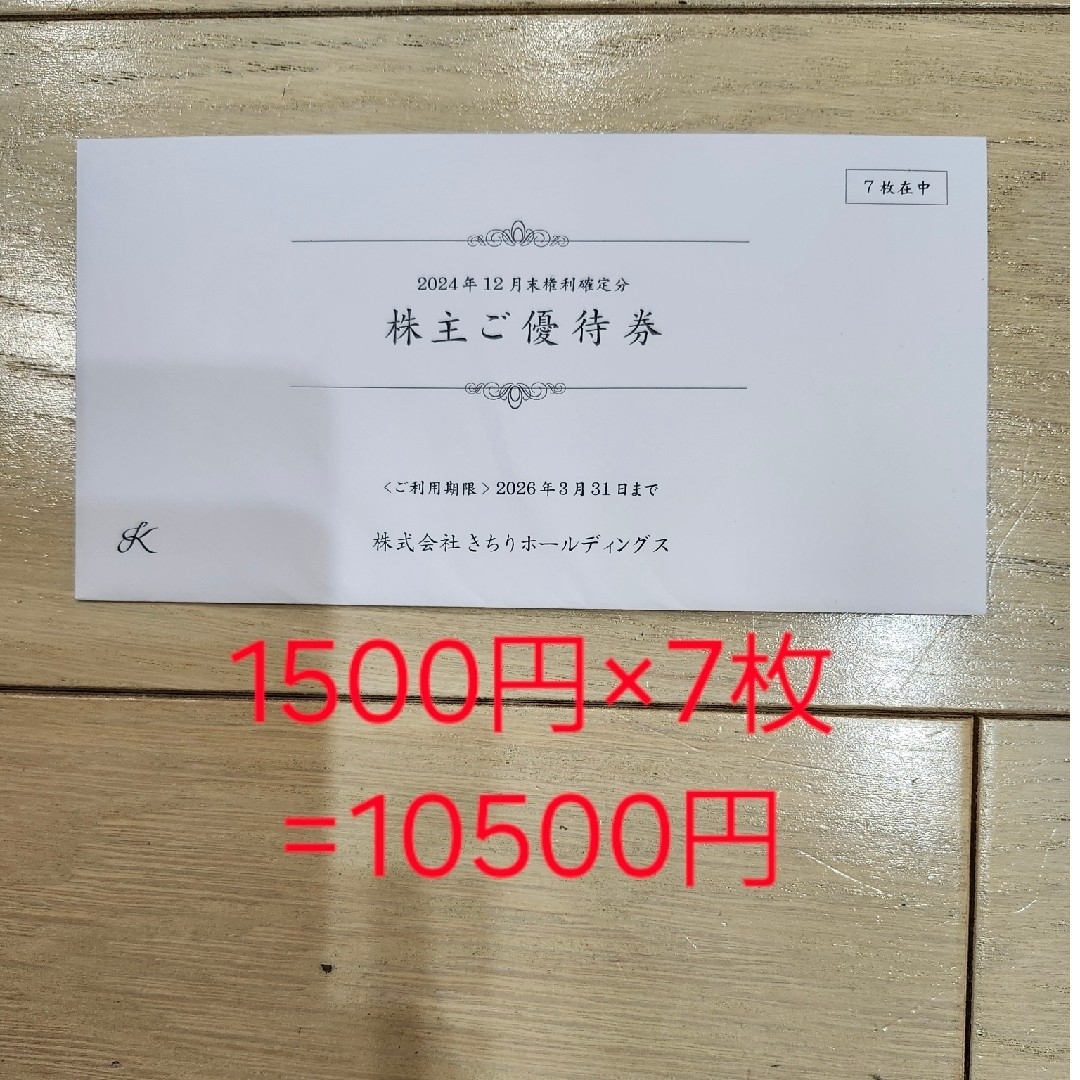 7枚在中
2024年12月末権利確定分
株主ご優待券
<ご利用期限>2026年3月31日まで
K
株式会社きちりホールディングス
1500円×7枚
=10500円